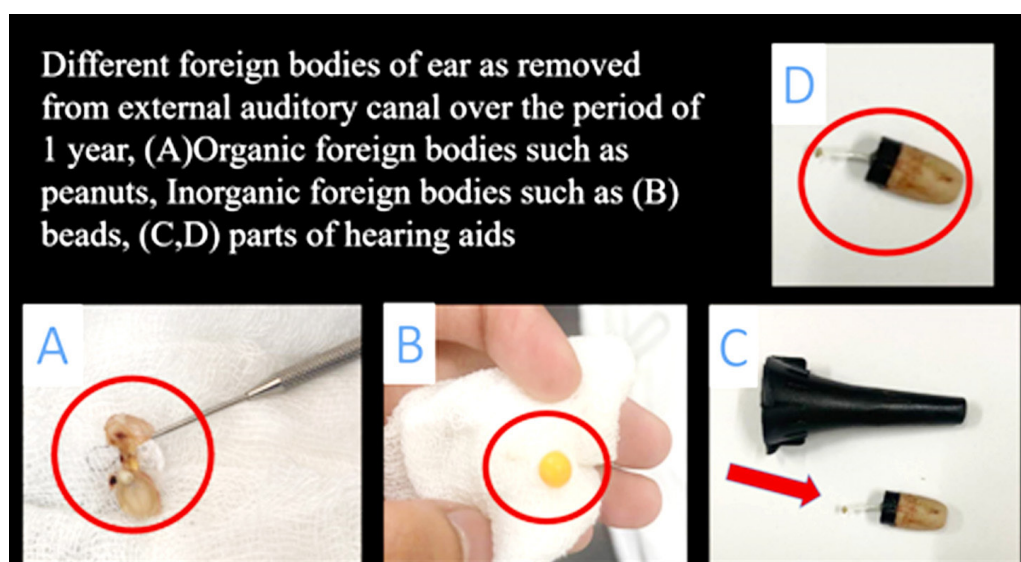 Different foreign bodies of ear as removed
from external auditory canal over the period of
1 year, (A)Organic foreign bodies such as
peanuts, Inorganic foreign bodies such as (B)
beads, (C,D) parts of hearing aids
D
A
B
C